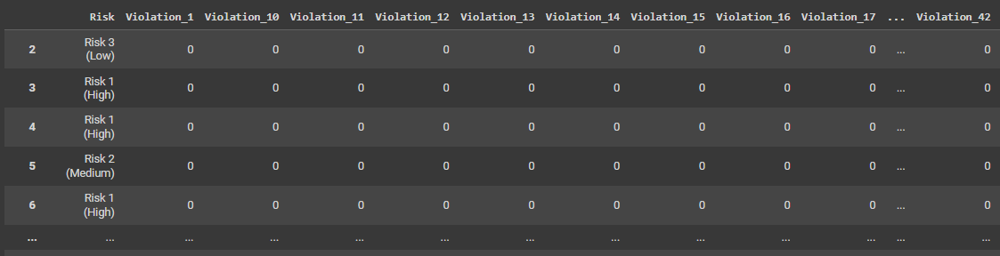 Risk Violation_1 Violation_10 Violation_11 Violation_12 Violation_13 Violation_14 Violation_15 Violation_16 Violation_17 ... Violation_42
2 Risk 3 (Low) 0 0 0 0 0 0 0 0 0 ... 0
3 Risk 1 (High) 0 0 0 0 0 0 0 0 0 ... 0
4 Risk 1 (High) 0 0 0 0 0 0 0 0 0 ... 0
5 Risk 2 (Medium) 0 0 0 0 0 0 0 0 0 ... 0
6 Risk 1 (High) 0 0 0 0 0 0 0 0 0 ... 0
... ... ... ... ... ... ... ... ... ... ... ... ...